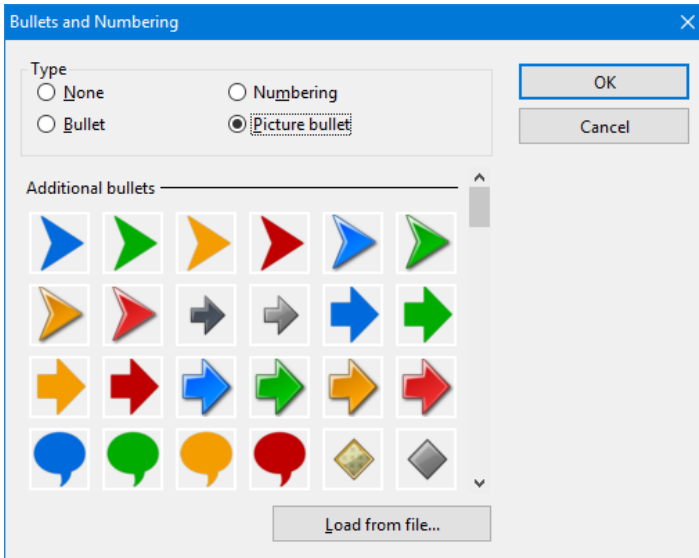 Bullets and Numbering
Type
None
Numbering
Bullet
Picture bullet
OK
Cancel
Additional bullets
Load from file...